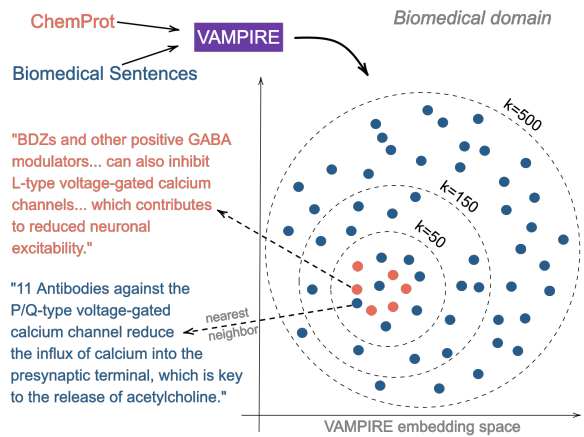 ChemProt
VAMPIRE
Biomedical Sentences
Biomedical domain
k=500
k=150
k=50
"BDZs and other positive GABA
modulators... can also inhibit
L-type voltage-gated calcium
channels... which contributes
to reduced neuronal
excitability."
"11 Antibodies against the
P/Q-type voltage-gated
calcium channel reduce
the influx of calcium into the
presynaptic terminal, which is key
to the release of acetylcholine."
nearest
neighbor
VAMPIRE embedding space